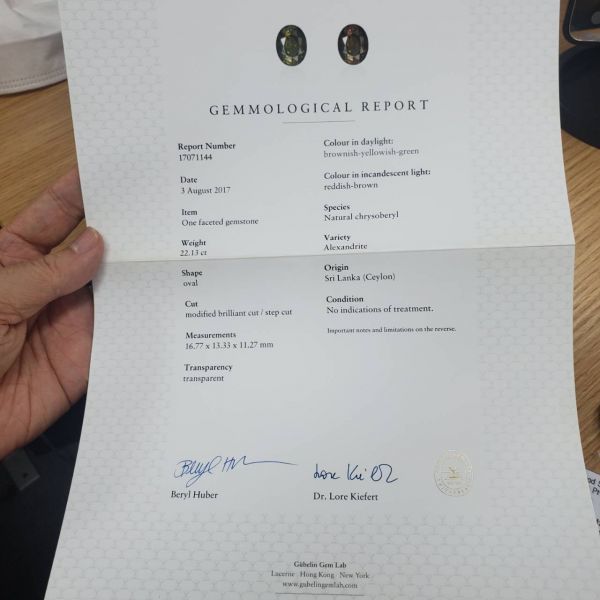 GEMMOLOGICAL REPORT
Report Number
17071144
Date
3 August 2017
Item
One faceted gemstone
Weight
22.13 ct
Shape
oval
Cut
modified brilliant cut / step cut
Measurements
16.77 x 13.33 x 11.27 mm
Transparency
transparent
Colour in daylight:
brownish-yellowish-green
Colour in incandescent light:
reddish-brown
Species
Natural chrysoberyl
Variety
Alexandrite
Origin
Sri Lanka (Ceylon)
Condition
No indications of treatment.
Important notes and limitations on the reverse.
Beryl Huber
Dr. Lore Kiefert
Gübelin Gem Lab
Lucerne Hong Kong New York
www.gubelingemlab.com